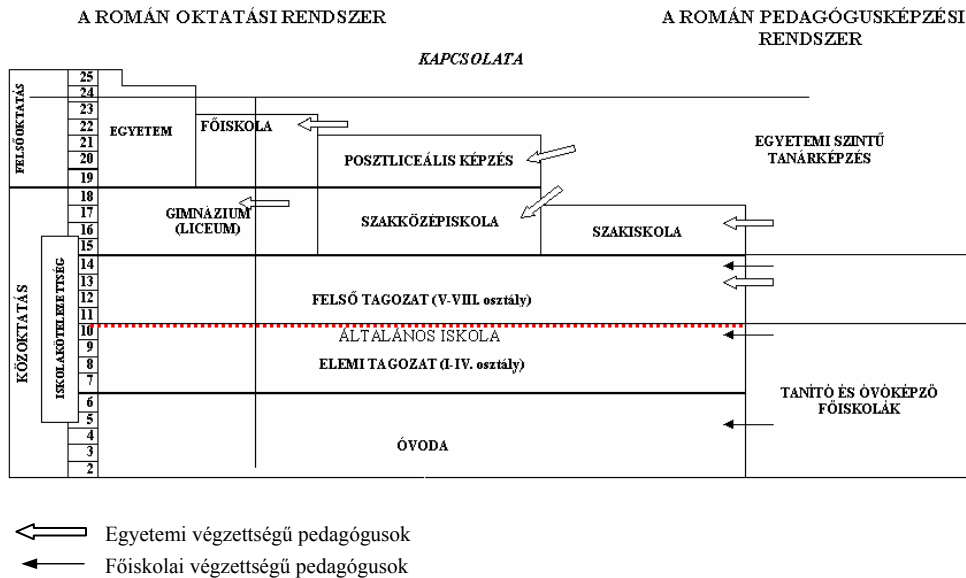 A ROMÁN OKTATÁSI RENDSZER
A ROMÁN PEDAGÓGUSKÉPZÉSI
RENDSZER
KAPCSOLATA
FELSŐOKTATÁS
KÖZOKTATÁS
ISKOLAKÖTELEZETTSÉG
25
24
23
22
21
20
19
18
17
16
15
14
13
12
11
10
9
8
7
6
5
4
3
2
EGYETEM
FŐISKOLA
POSZTLICEÁLIS KÉPZÉS
EGYETEMI SZINTŰ
TANÁRKÉPZÉS
GIMNÁZIUM
(LICEUM)
SZAKKÖZÉPISKOLA
SZAKISKOLA
FELSŐ TAGOZAT (V-VIII. osztály)
ÁLTALÁNOS ISKOLA
ELEMI TAGOZAT (I-IV. osztály)
TANÍTÓ ÉS ÓVÓKÉPZŐ
FŐISKOLÁK
ÓVODA
Egyetemi végzettségű pedagógusok
Főiskolai végzettségű pedagógusok